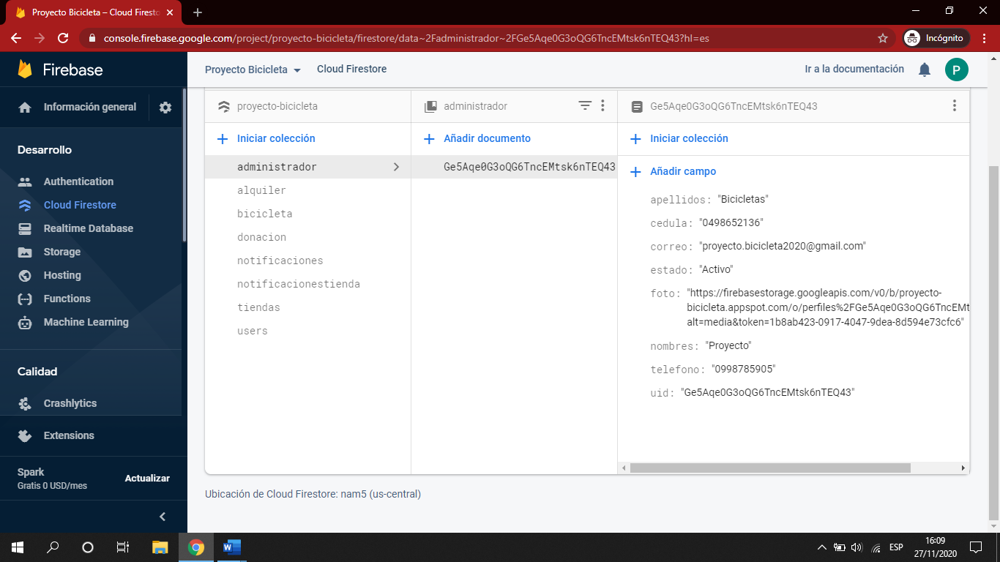 Proyecto Bicicleta – Cloud Firesto
console.firebase.google.com/project/proyecto-bicicleta/firestore/data~2Fadministrador~2FGe5Aqe0G3oQG6TncEMtsk6nTEQ43?hl=es
Incógnito
Firebase
Proyecto Bicicleta
Cloud Firestore
Ir a la documentación
P
Información general
Desarrollo
Authentication
Cloud Firestore
Realtime Database
Storage
Hosting
Functions
Machine Learning
Calidad
Crashlytics
Extensions
Spark
Gratis 0 USD/mes
Actualizar
proyecto-bicicleta
Iniciar colección
administrador
alquiler
bicicleta
donacion
notificaciones
notificacionestienda
tiendas
users
administrador
Añadir documento
Ge5Aqe0G3oQG6TncEMtsk6nTEQ43
Ge5Aqe0G3oQG6TncEMtsk6nTEQ43
Iniciar colección
Añadir campo
apellidos: "Bicicletas"
cedula: "0498652136"
correo: "proyecto.bicicleta2020@gmail.com"
estado: "Activo"
foto: "https://firebasestorage.googleapis.com/v0/b/proyecto-
bicicleta.appspot.com/o/perfiles%2FGe5Aqe0G3oQG6TncEMt
alt=media&token=1b8ab423-0917-4047-9dea-8d594e73cfc6"
nombres: "Proyecto"
telefono: "0998785905"
uid: "Ge5Aqe0G3oQG6TncEMtsk6nTEQ43"
Ubicación de Cloud Firestore: nam5 (us-central)
ESP
16:09
27/11/2020